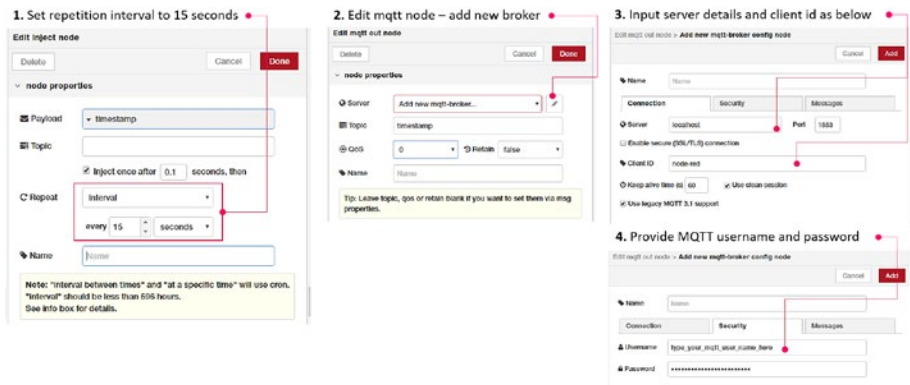 1. Set repetition interval to 15 seconds
Edit inject node
Delete
Cancel
Done
node properties
Payload
timestamp
Topic
Inject once after 0.1 seconds, then
Repeat
interval
every 15 seconds
Name
Name
Note: "interval between times" and "at a specific time" will use cron.
"interval" should be less than 596 hours.
See info box for details.
2. Edit mqtt node – add new broker
Edit mqtt out node
Delete
Cancel
Done
node properties
Server
Add new mqtt-broker...
Topic
timestamp
QoS
0
Retain
false
Name
Name
Tip: Leave topic, qos or retain blank if you want to set them via msg
properties.
3. Input server details and client id as below
Edit mqtt out node > Add new mqtt-broker config node
Cancel
Add
Name
Name
Connection
Security
Messages
Server
localhost
Port
1883
Enable secure (SSL/TLS) connection
Client ID
node-red
Keep alive time (s) 60
Use clean session
Use legacy MQTT 3.1 support
4. Provide MQTT username and password
Edit mqtt out node > Add new mqtt-broker config node
Cancel
Add
Name
Name
Connection
Security
Messages
Username
type_your_mqtt_user_name_here
Password